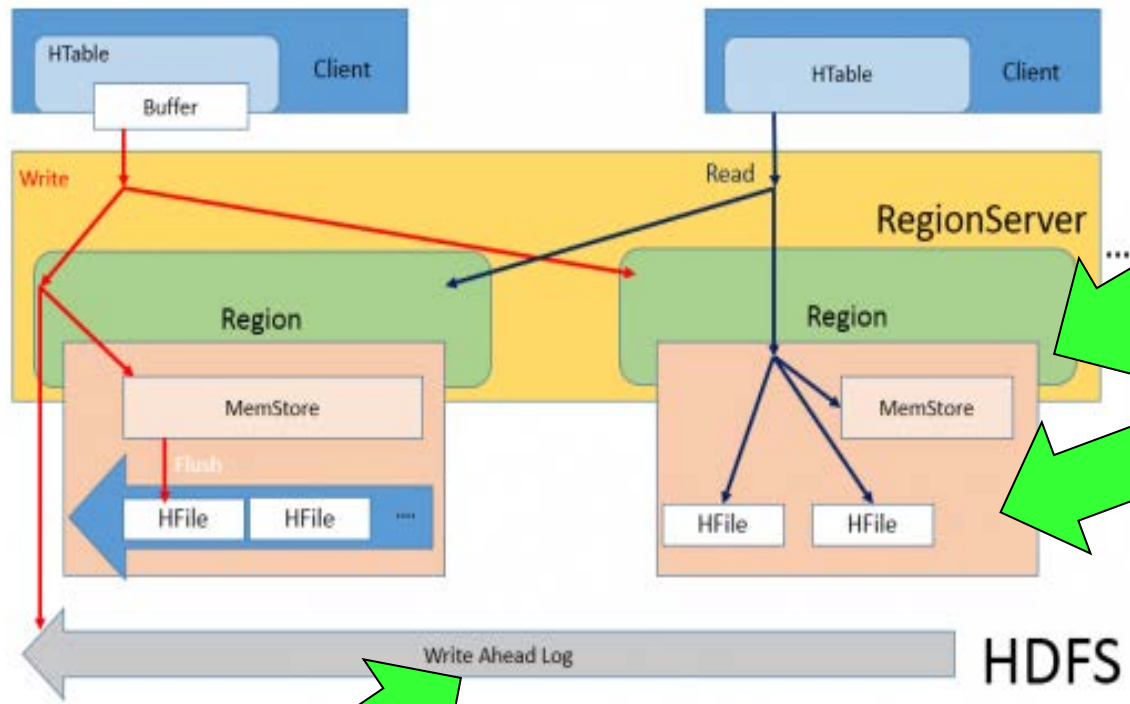 HTable
Client
Buffer
HTable
Client
Write
Read
RegionServer
...
Region
Region
MemStore
MemStore
Flush
HFile
HFile
....
HFile
HFile
Write Ahead Log
HDFS